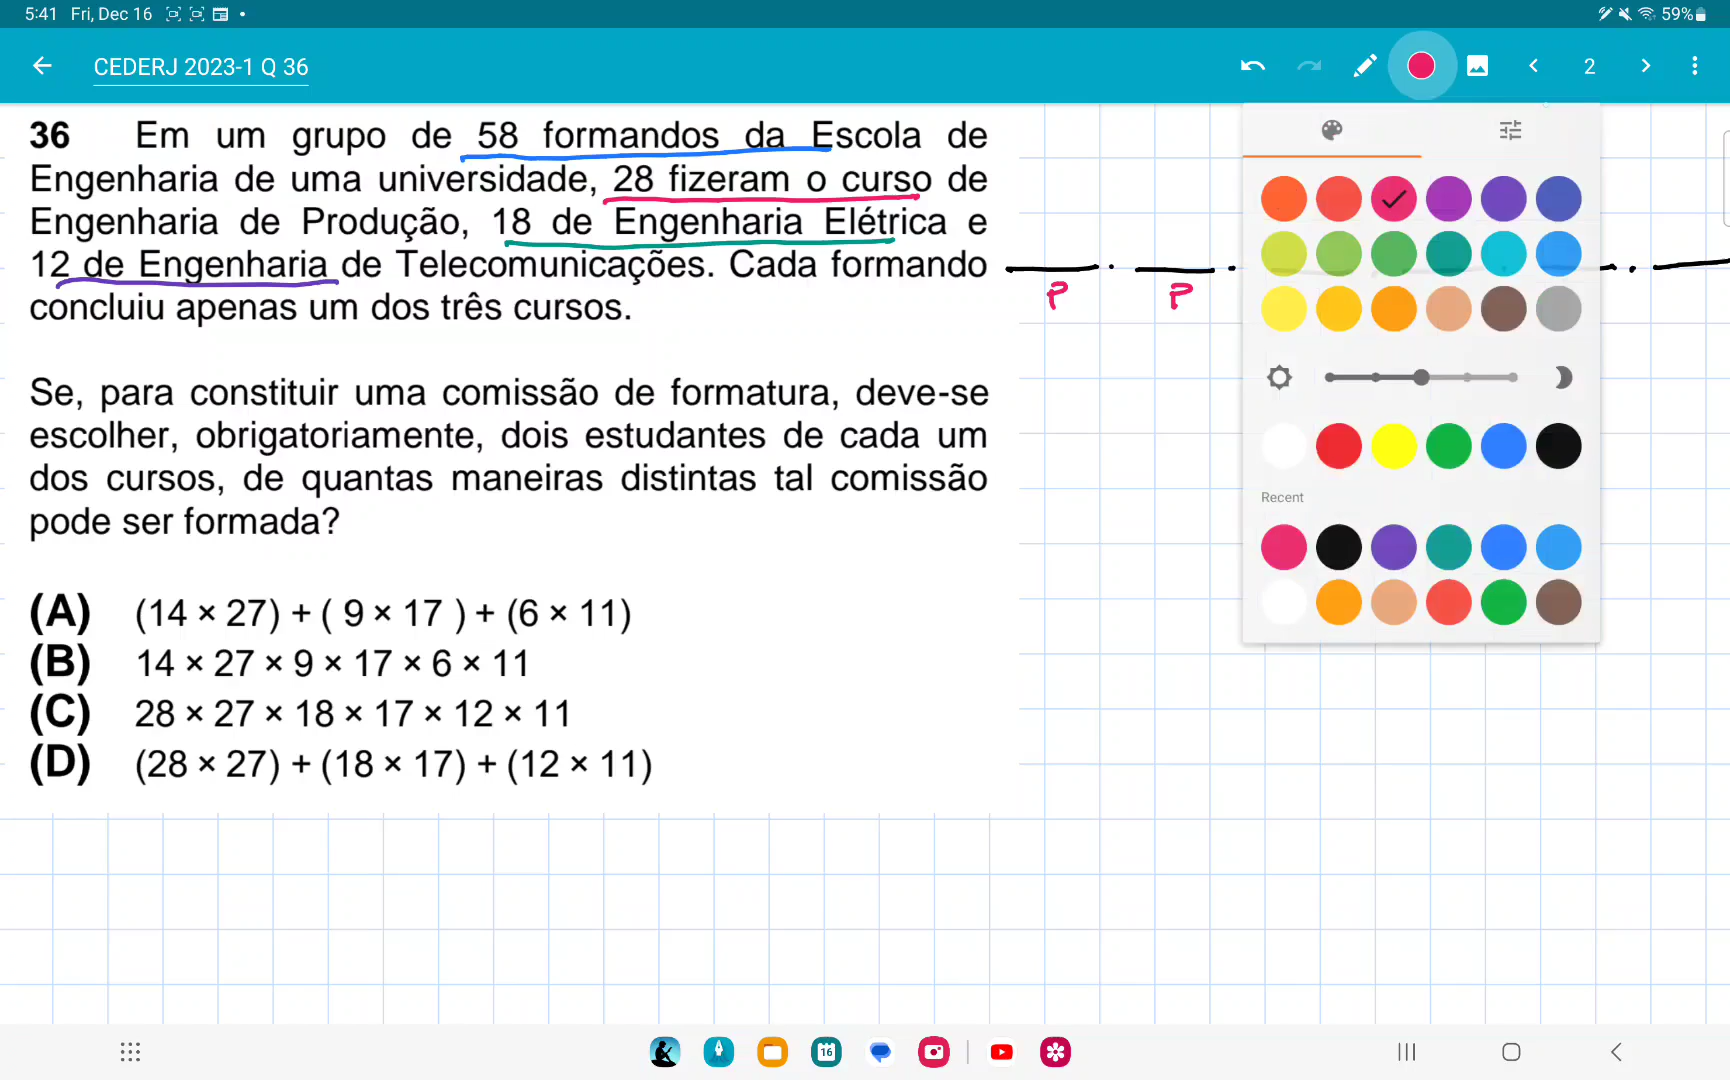 5:41 Fri, Dec 16
59%
CEDERJ 2023-1 Q 36
2
36 Em um grupo de 58 formandos da Escola de
Engenharia de uma universidade, 28 fizeram o curso de
Engenharia de Produção, 18 de Engenharia Elétrica e
12 de Engenharia de Telecomunicações. Cada formando
concluiu apenas um dos três cursos.
P P
Se, para constituir uma comissão de formatura, deve-se
escolher, obrigatoriamente, dois estudantes de cada um
dos cursos, de quantas maneiras distintas tal comissão
pode ser formada?
(A) (14 × 27) + ( 9 × 17 ) + (6 × 11)
(B) 14 × 27 × 9 × 17 × 6 × 11
(C) 28 × 27 × 18 × 17 × 12 × 11
(D) (28 × 27) + (18 × 17) + (12 × 11)
Recent
16